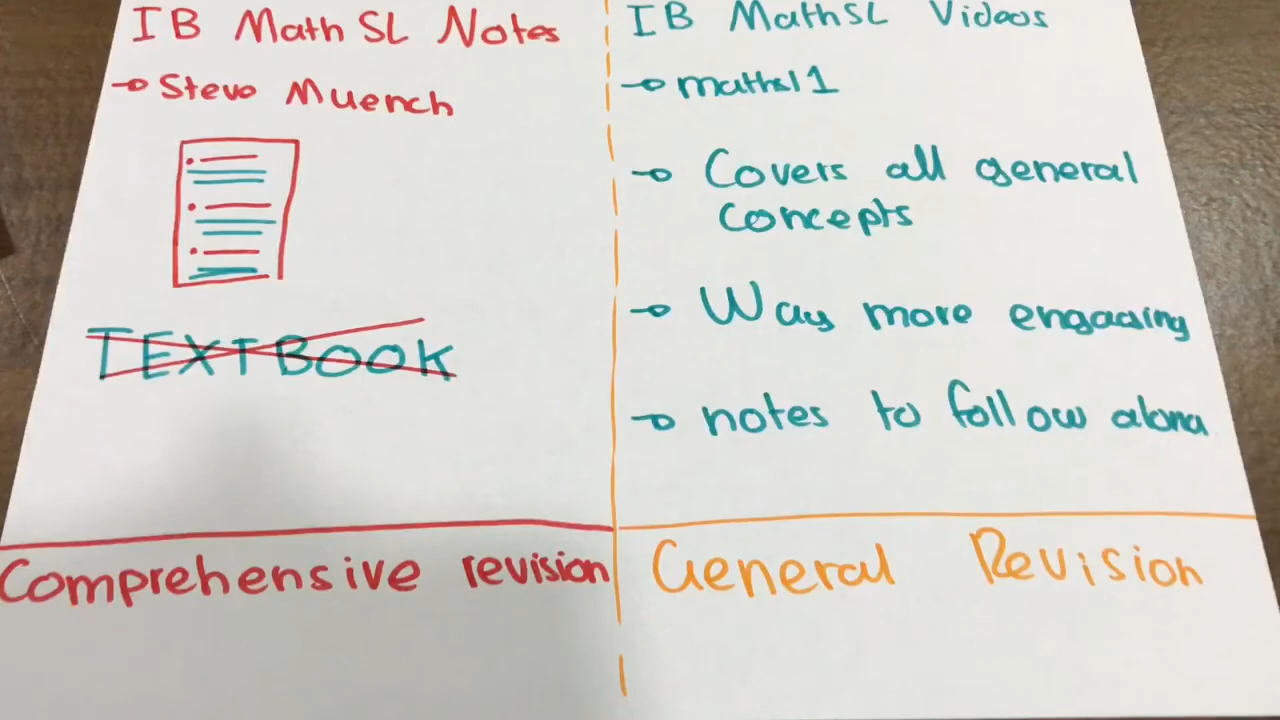 IB Math SL Notes
Steve Muench
TEXTBOOK
Comprehensive revision
IB MathSL Videos
mathsl1
Covers all general
concepts
Way more engaging
notes to follow along
General Revision